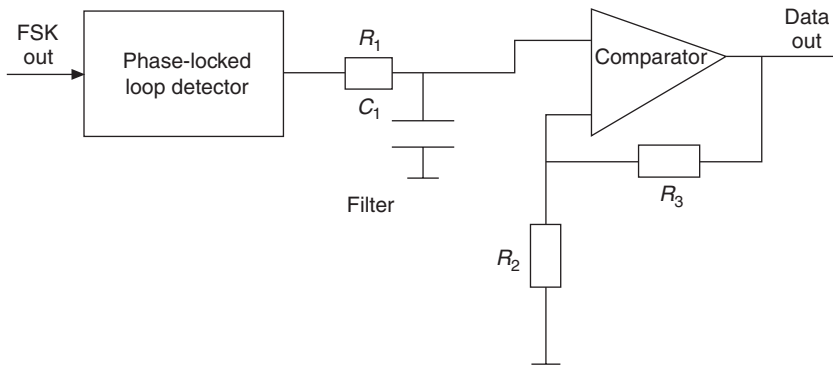 FSK
out
Phase-locked
loop detector
R1
C1
Filter
Comparator
Data
out
R3
R2